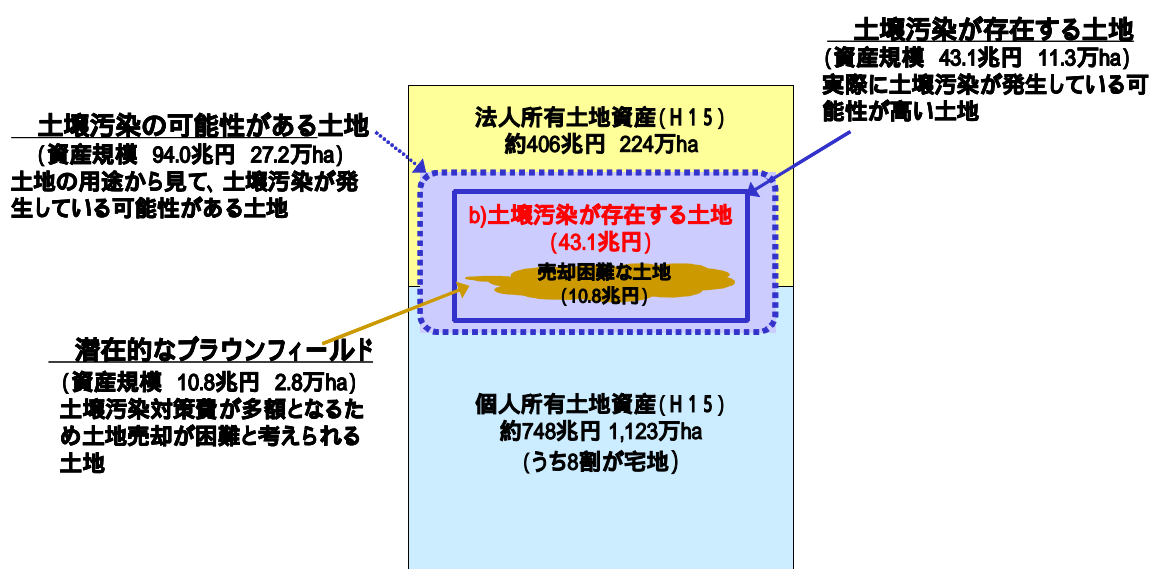 土壌汚染が存在する土地
(資産規模 43.1兆円 11.3万ha)
実際に土壌汚染が発生している可
能性が高い土地
土壌汚染の可能性がある土地
(資産規模 94.0兆円 27.2万ha)
土地の用途から見て、土壌汚染が発
生している可能性がある土地
法人所有土地資産(H15)
約406兆円 224万ha
b)土壌汚染が存在する土地
(43.1兆円)
売却困難な土地
(10.8兆円)
潜在的なブラウンフィールド
(資産規模 10.8兆円 2.8万ha)
土壌汚染対策費が多額となるた
め土地売却が困難と考えられる
土地
個人所有土地資産(H15)
約748兆円 1,123万ha
(うち8割が宅地)